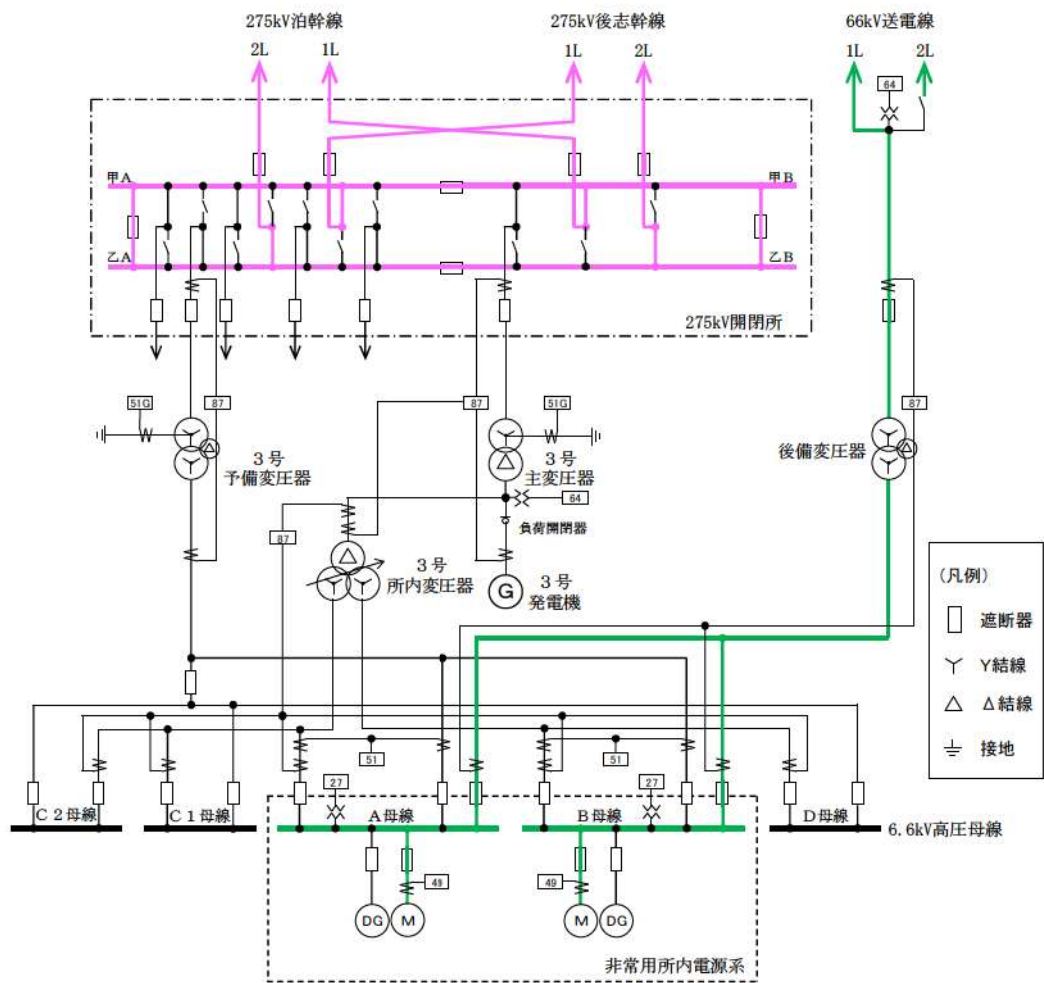 275kV泊幹線 275kV後志幹線 66kV送電線
2L 1L 1L 2L 1L 2L
64
甲A 甲B
乙A 乙B
275kV開閉所
51G 87 87 51G 87
3号
予備変圧器
3号
主変圧器
後備変圧器
64
負荷開閉器
87
3号
所内変圧器
G
3号
発電機
(凡例)
遮断器
Y結線
Δ結線
接地
51 51
27 27
C2母線 C1母線 A母線 B母線 D母線
6.6kV高圧母線
49 49
DG M M DG
非常用所内電源系